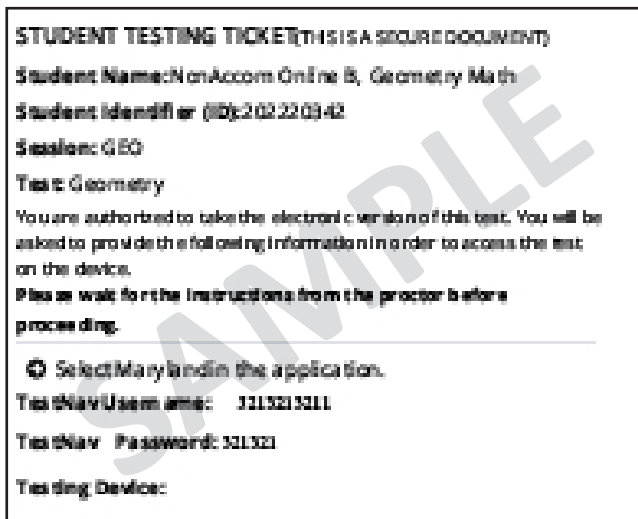 STUDENT TESTING TICKET(THIS IS A SECURE DOCUMENT)
Student Name:NonAccom Online B, Geometry Math
Student Identifier (ID):202220342
Session: GEO
Test: Geometry
You are authorized to take the electronic version of this test. You will be
asked to provide the following information in order to access the test
on the device.
Please wait for the instructions from the proctor before
proceeding.
Select Maryland in the application.
TestNav Username: 3213213211
TestNav Password: 321321
Testing Device:
SAMPLE